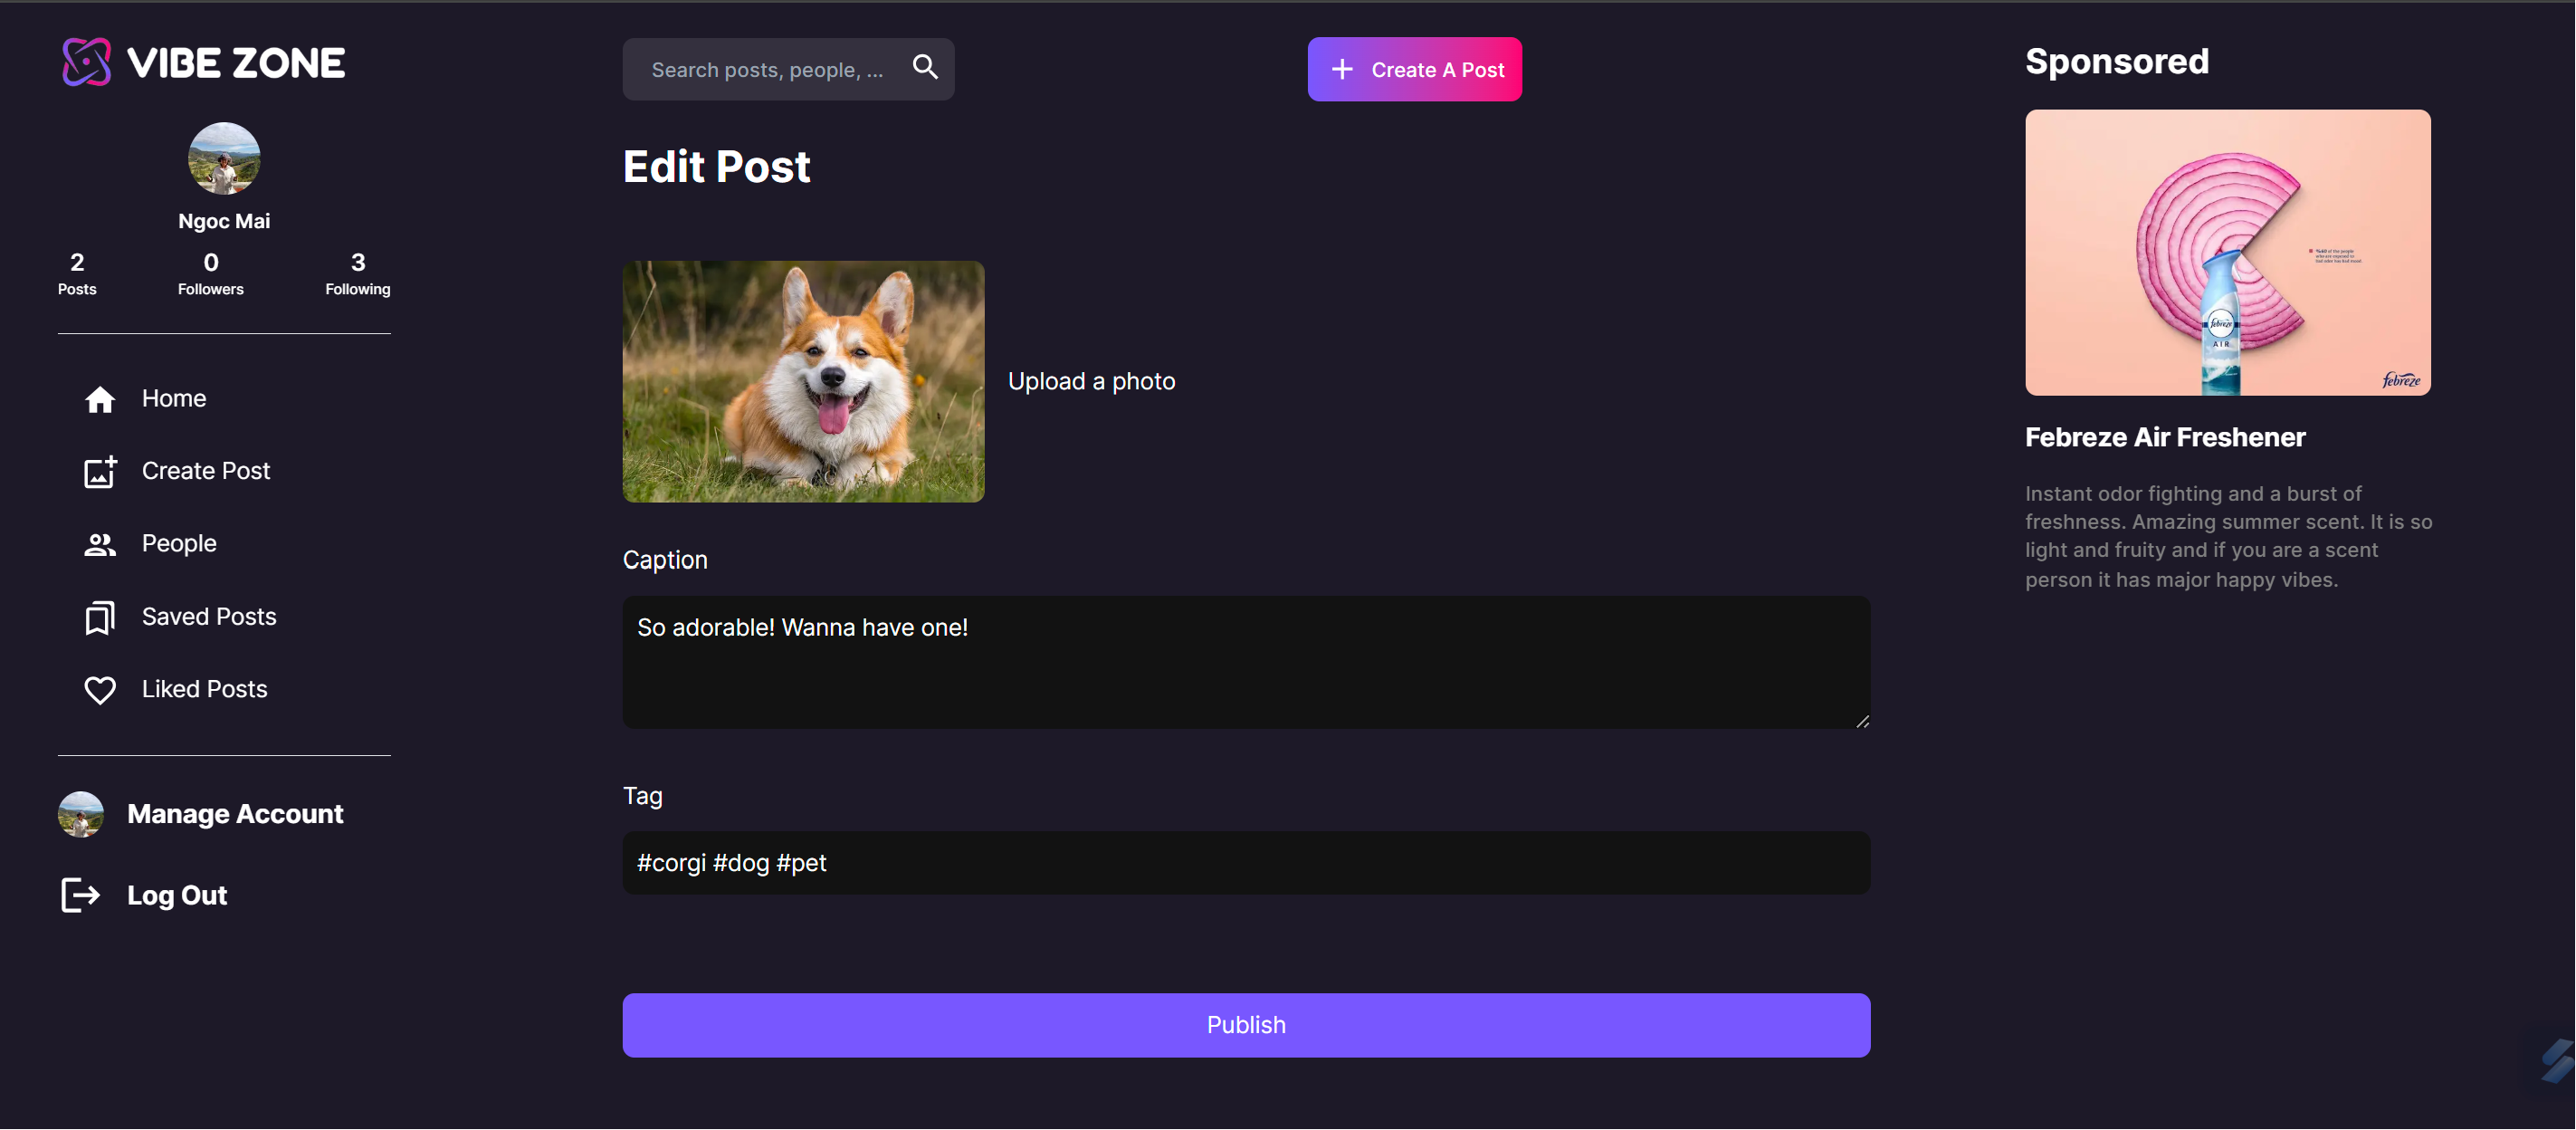 VIBE ZONE
Search posts, people, ...
Create A Post
Sponsored
Ngoc Mai
2
Posts
0
Followers
3
Following
Home
Create Post
People
Saved Posts
Liked Posts
Manage Account
Log Out
Edit Post
Upload a photo
Caption
So adorable! Wanna have one!
Tag
#corgi #dog #pet
Publish
febreze
AIR
febreze
Febreze Air Freshener
Instant odor fighting and a burst of
freshness. Amazing summer scent. It is so
light and fruity and if you are a scent
person it has major happy vibes.